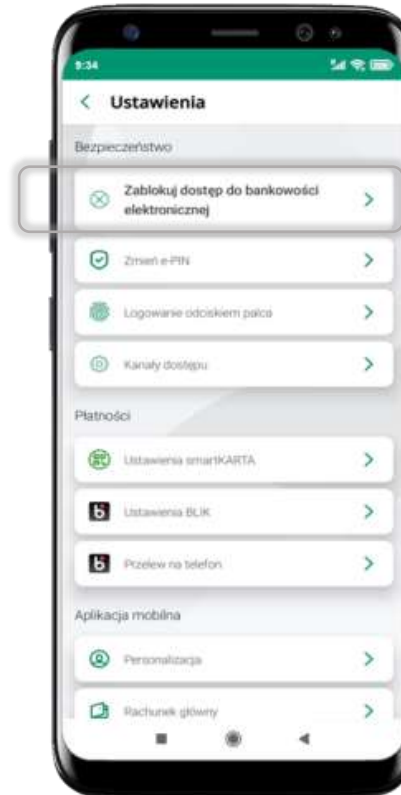 9:34
Ustawienia
Bezpieczeństwo
Zablokuj dostęp do bankowości
elektronicznej
Zmień e-PIN
Logowanie odciskiem palca
Kanały dostępu
Płatności
Ustawienia smartKARTA
Ustawienia BLIK
Przelew na telefon
Aplikacja mobilna
Personalizacja
Rachunek główny